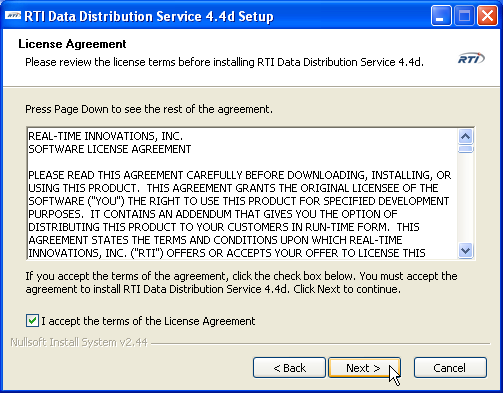 RTI Data Distribution Service 4.4d Setup
License Agreement
Please review the license terms before installing RTI Data Distribution Service 4.4d.
RTI
Press Page Down to see the rest of the agreement.
REAL-TIME INNOVATIONS, INC.
SOFTWARE LICENSE AGREEMENT
PLEASE READ THIS AGREEMENT CAREFULLY BEFORE DOWNLOADING, INSTALLING, OR
USING THIS PRODUCT.  THIS AGREEMENT GRANTS THE ORIGINAL LICENSEE OF THE
SOFTWARE ("YOU") THE RIGHT TO USE THIS PRODUCT FOR SPECIFIED DEVELOPMENT
PURPOSES.  IT CONTAINS AN ADDENDUM THAT GIVES YOU THE OPTION OF
DISTRIBUTING THIS PRODUCT TO YOUR CUSTOMERS IN RUN-TIME FORM.  THIS
AGREEMENT STATES THE TERMS AND CONDITIONS UPON WHICH REAL-TIME
INNOVATIONS, INC. ("RTI") OFFERS OR ACCEPTS YOUR OFFER TO LICENSE THIS
If you accept the terms of the agreement, click the check box below. You must accept the
agreement to install RTI Data Distribution Service 4.4d. Click Next to continue.
I accept the terms of the License Agreement
Nullsoft Install System v2.44
< Back
Next >
Cancel